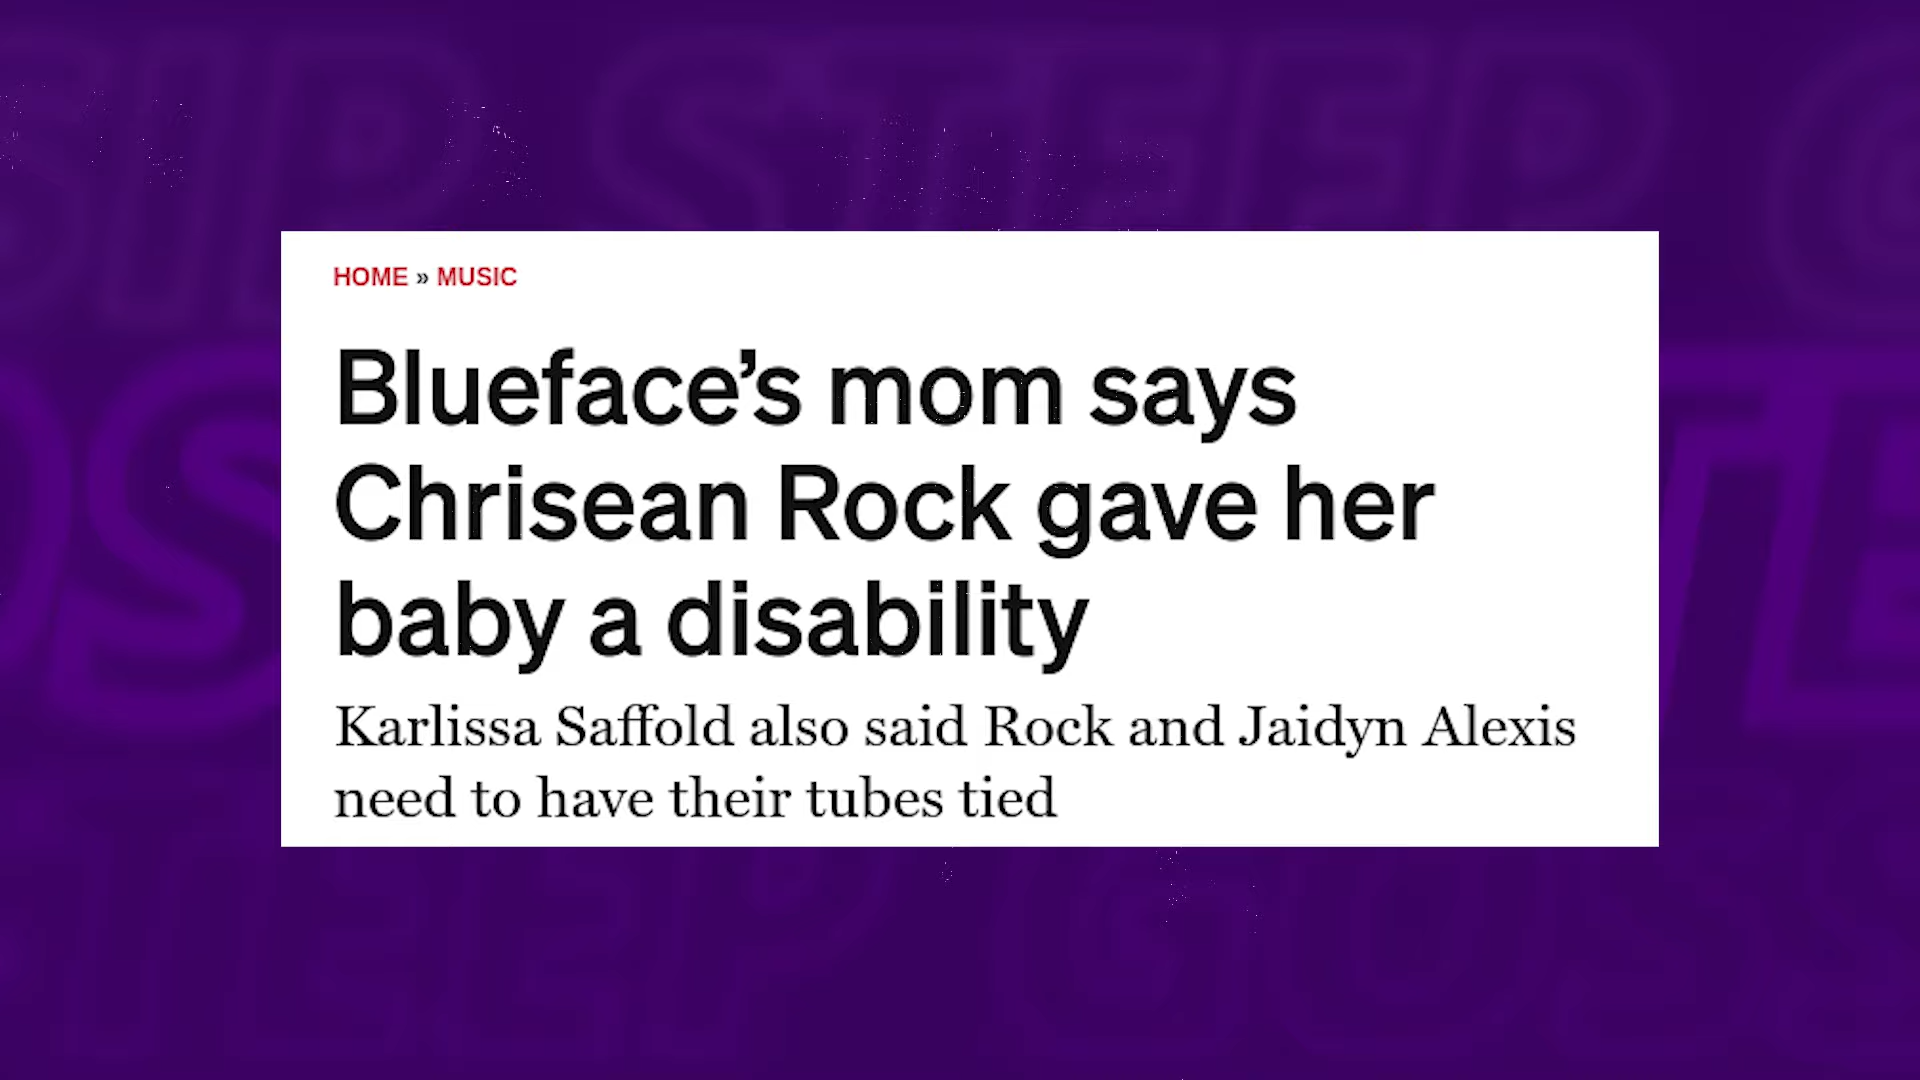 HOME » MUSIC
Blueface’s mom says
Chrisean Rock gave her
baby a disability
Karlissa Saffold also said Rock and Jaidyn Alexis
need to have their tubes tied